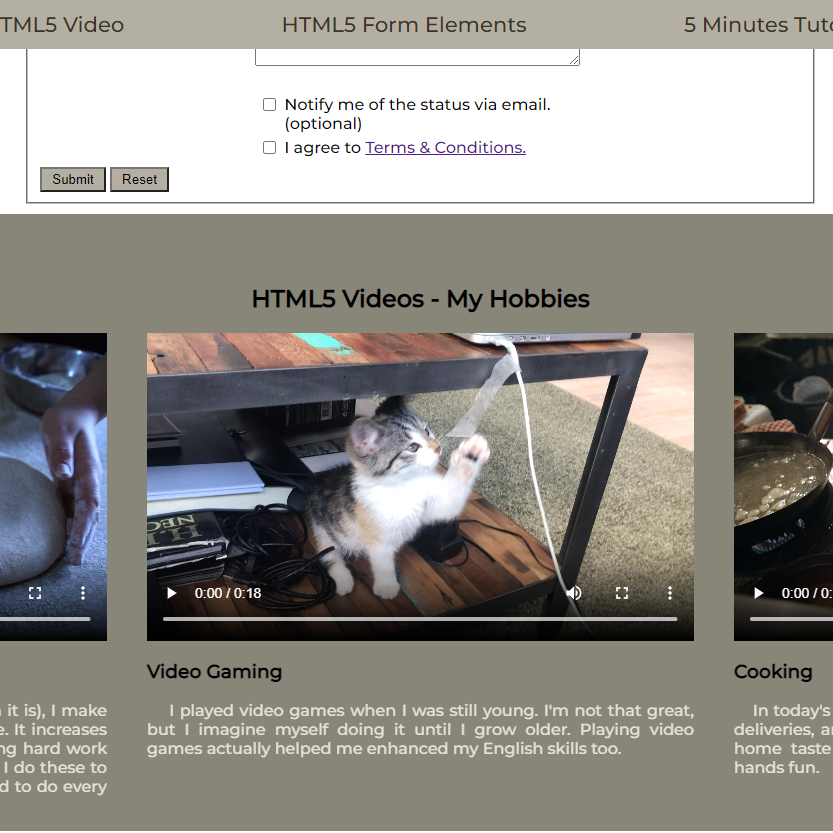 TML5 Video
HTML5 Form Elements
5 Minutes Tuto
Notify me of the status via email.
(optional)
I agree to Terms & Conditions.
Submit
Reset
HTML5 Videos - My Hobbies
0:00 / 0:18
0:00 / 0:
it is), I make
e. It increases
ng hard work
I do these to
d to do every
Video Gaming
I played video games when I was still young. I'm not that great,
but I imagine myself doing it until I grow older. Playing video
games actually helped me enhanced my English skills too.
Cooking
In today's
deliveries, a
home taste
hands fun.